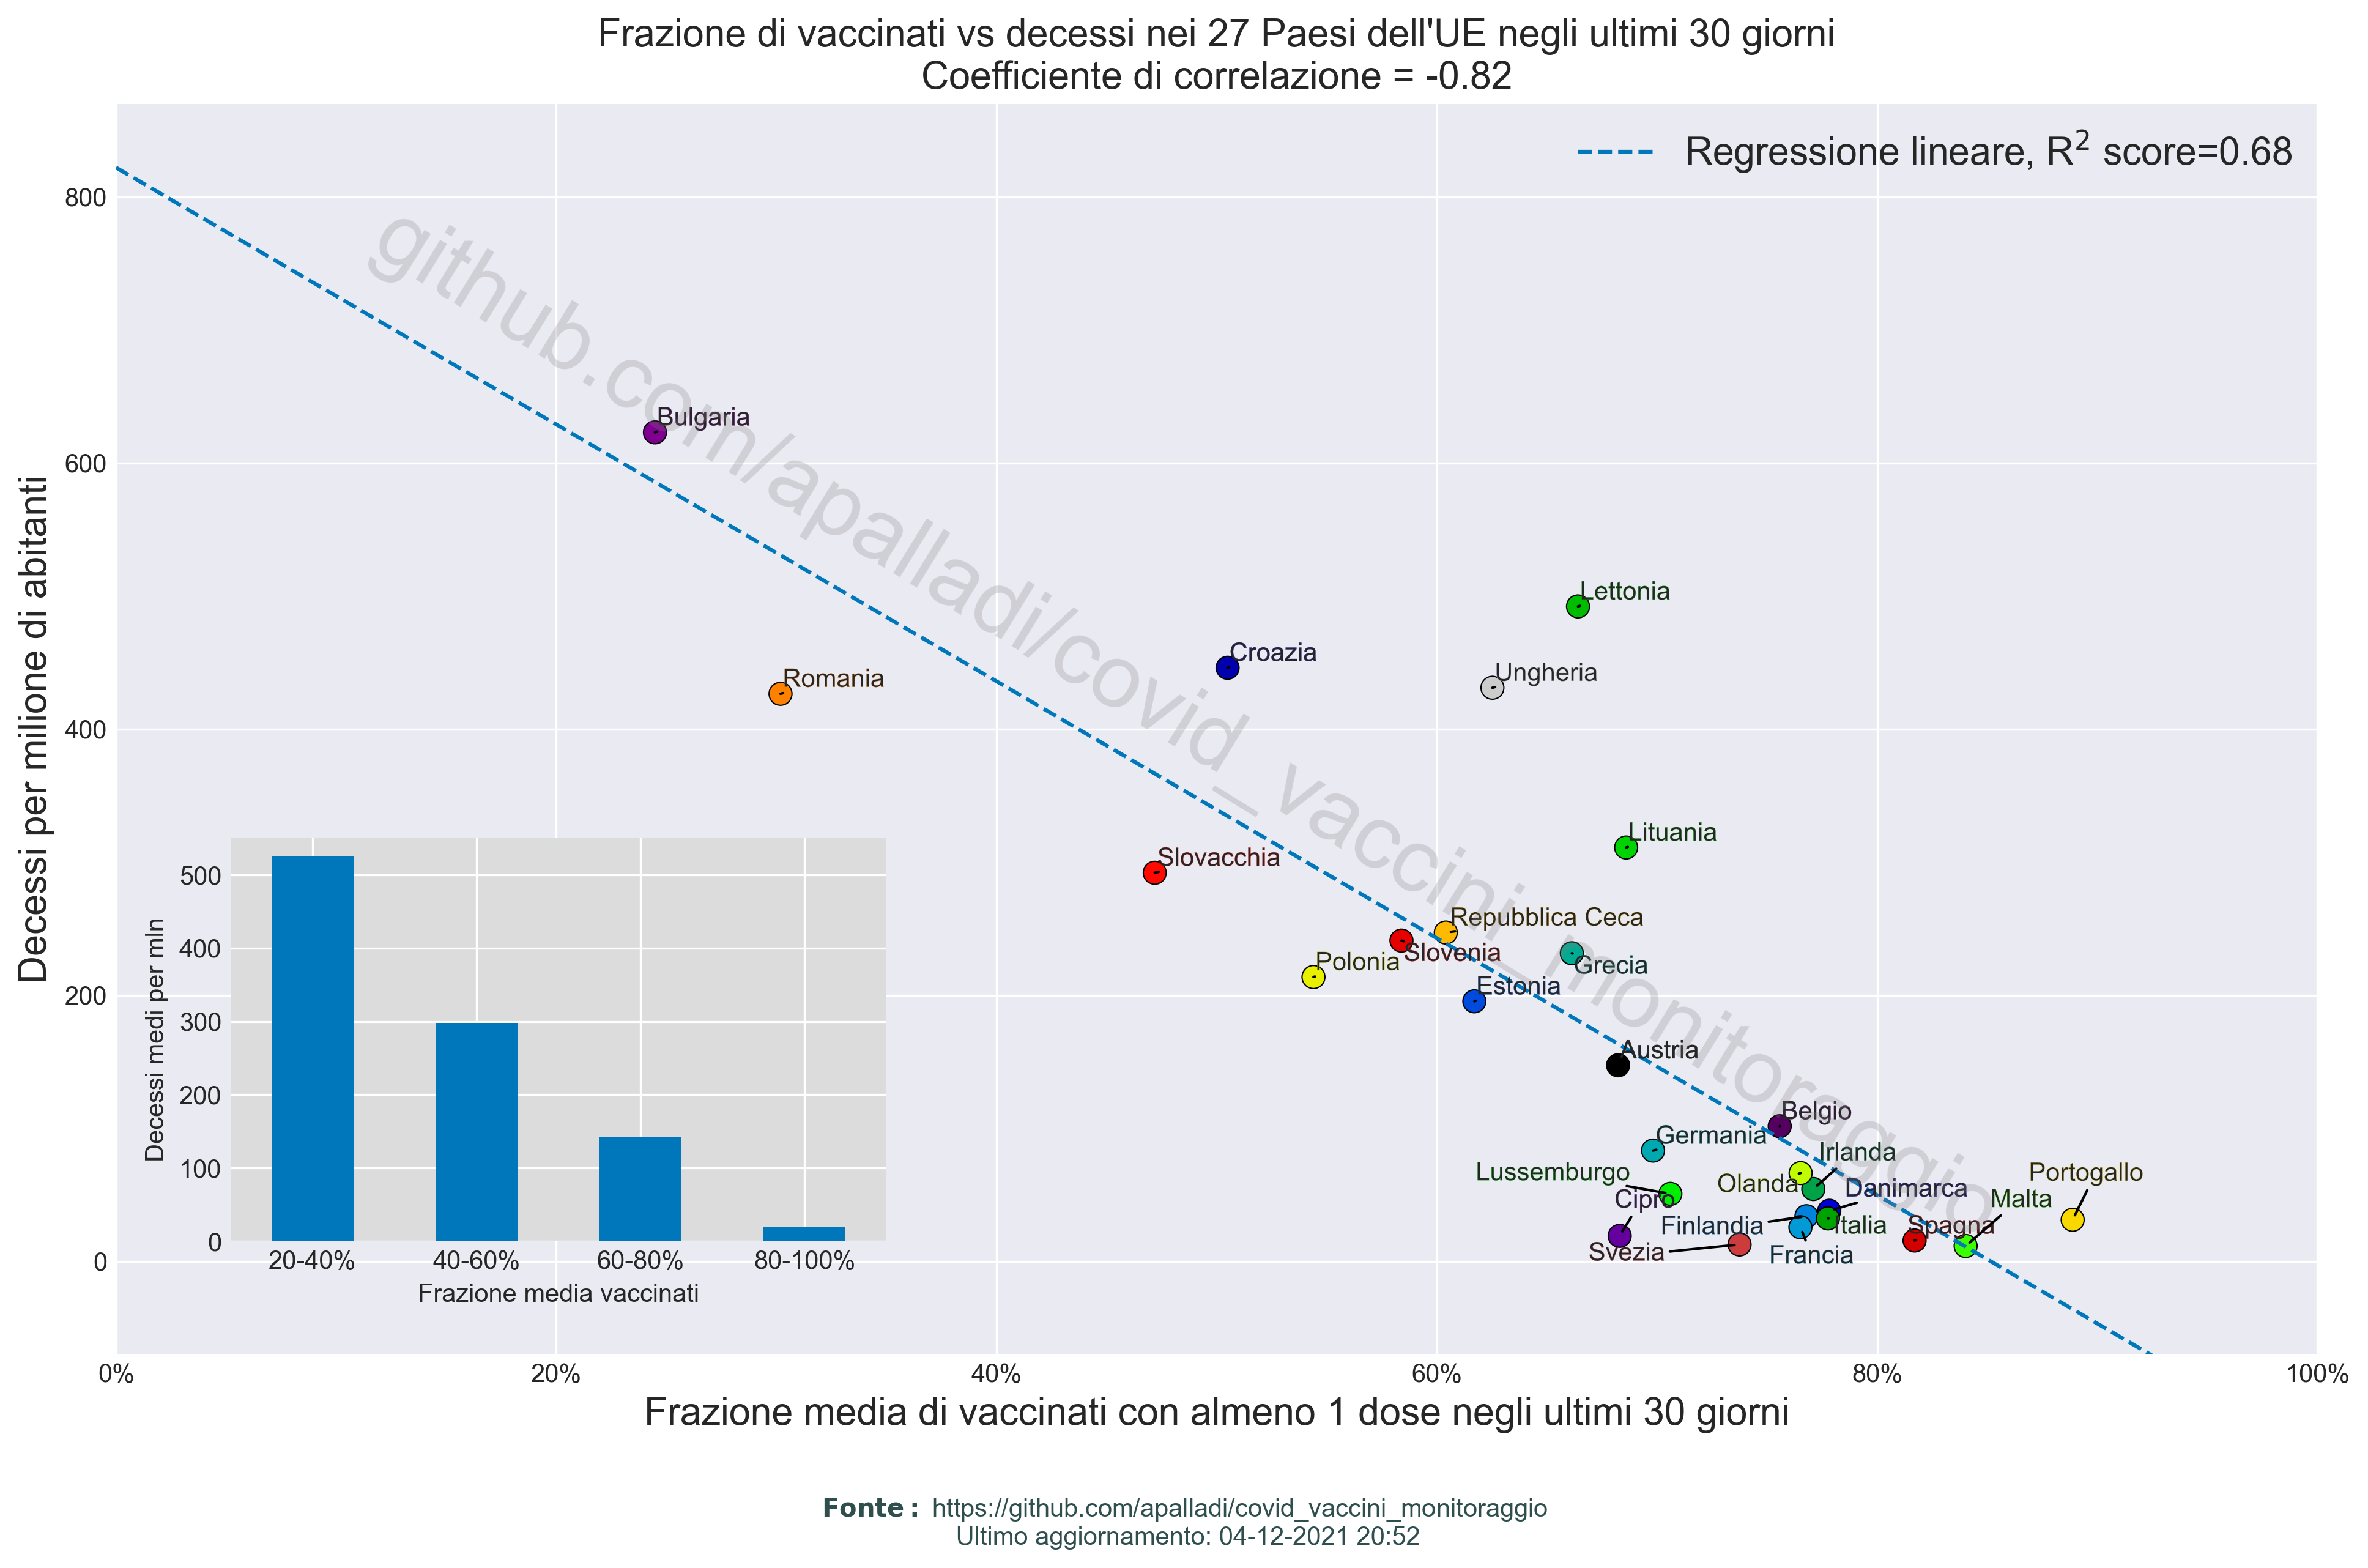 Frazione di vaccinati vs decessi nei 27 Paesi dell'UE negli ultimi 30 giorni
Coefficiente di correlazione = -0.82
Regressione lineare, R² score=0.68
800
600
400
200
0
Decessi per milione di abitanti
github.com/apalladi/covid_vaccini_monitoraggio
Bulgaria
Lettonia
Croazia
Ungheria
Romania
Lituania
Slovacchia
Repubblica Ceca
Slovenia
Polonia
Grecia
Estonia
Austria
Belgio
Germania
Irlanda
Lussemburgo
Olanda
Portogallo
Danimarca
Malta
Cipro
Finlandia
Italia
Spagna
Svezia
Francia
500
400
300
200
100
0
Decessi medi per mln
20-40%
40-60%
60-80%
80-100%
Frazione media vaccinati
0%
20%
40%
60%
80%
100%
Frazione media di vaccinati con almeno 1 dose negli ultimi 30 giorni
Fonte: https://github.com/apalladi/covid_vaccini_monitoraggio
Ultimo aggiornamento: 04-12-2021 20:52